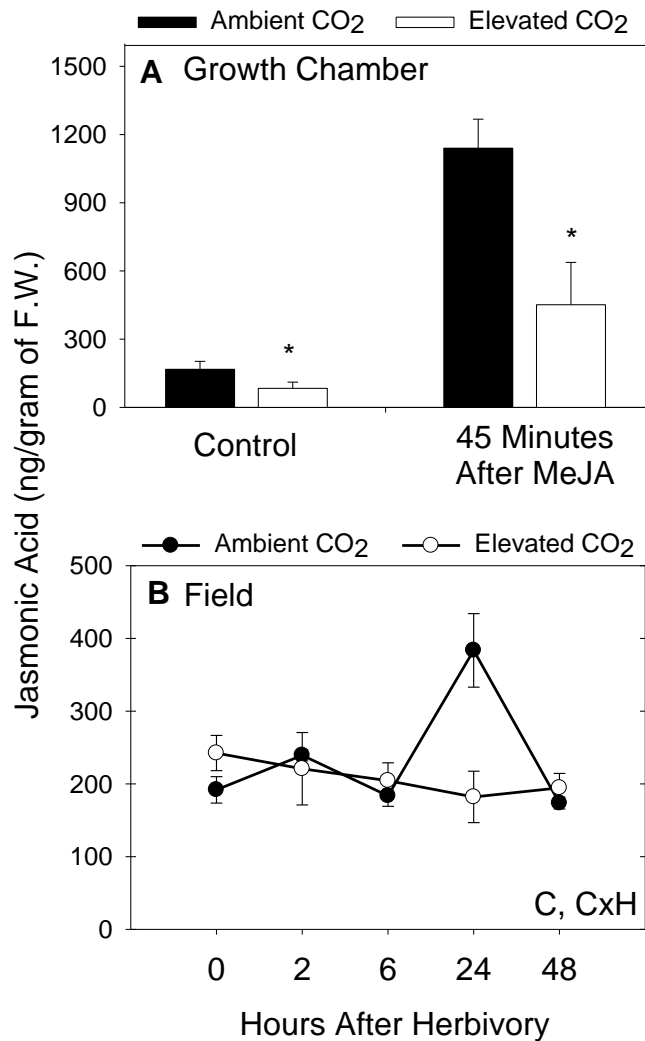 Ambient CO2 Elevated CO2
A Growth Chamber
1500
1200
900
600
300
0
*
*
Control
45 Minutes
After MeJA
Jasmonic Acid (ng/gram of F.W.)
Ambient CO2 Elevated CO2
B Field
500
400
300
200
100
0
C, CxH
0 2 6 24 48
Hours After Herbivory